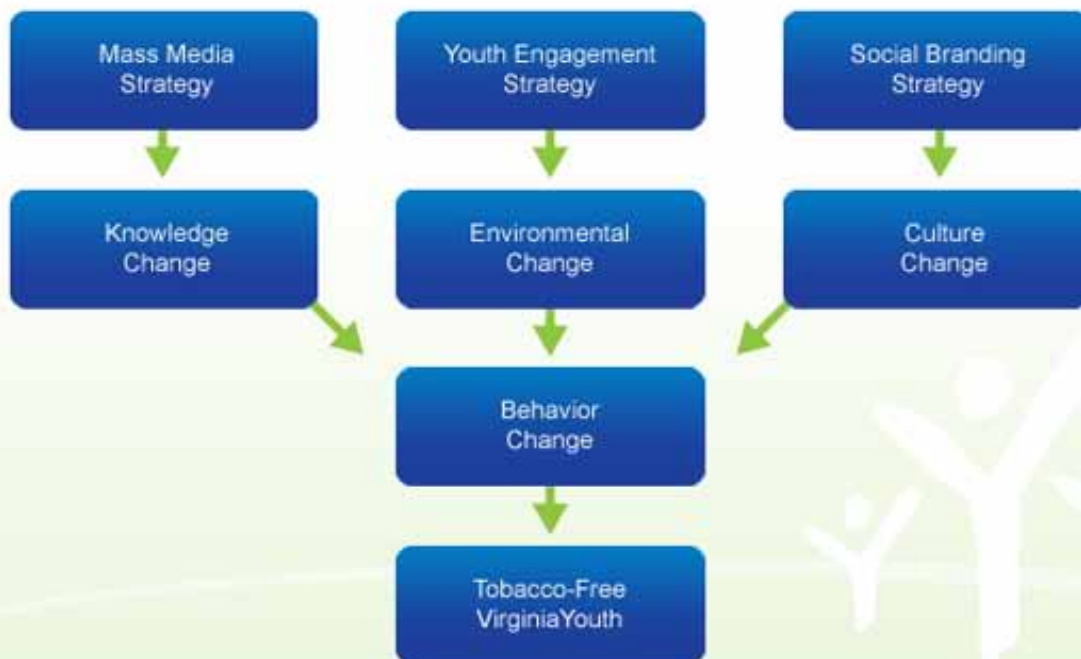 Mass Media
Strategy
Youth Engagement
Strategy
Social Branding
Strategy
Knowledge
Change
Environmental
Change
Culture
Change
Behavior
Change
Tobacco-Free
VirginiaYouth